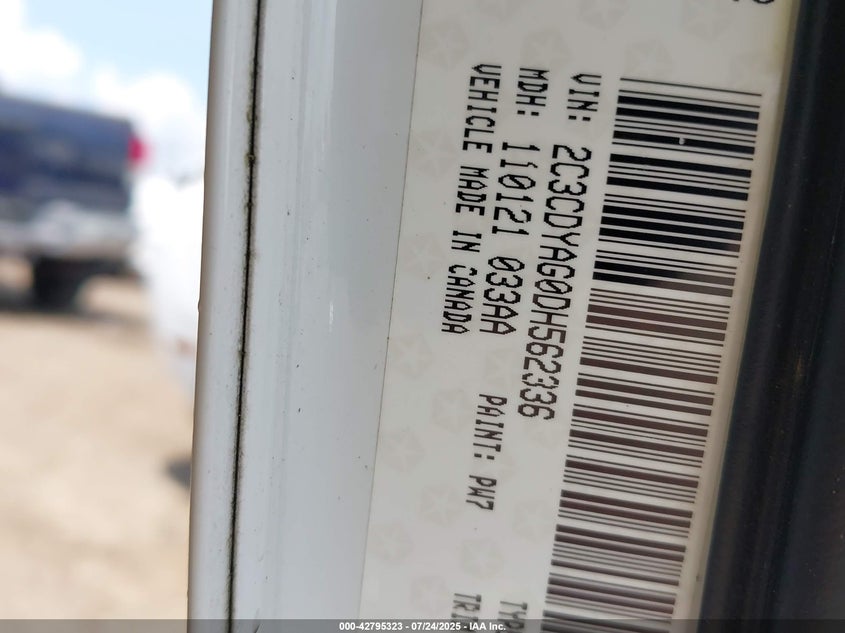 VIN: 2C3CDYAG0DH562336
MDH: 110121 033AA PAINT: PW7
VEHICLE MADE IN CANADA
000-42795323 - 07/24/2025 - IAA Inc.